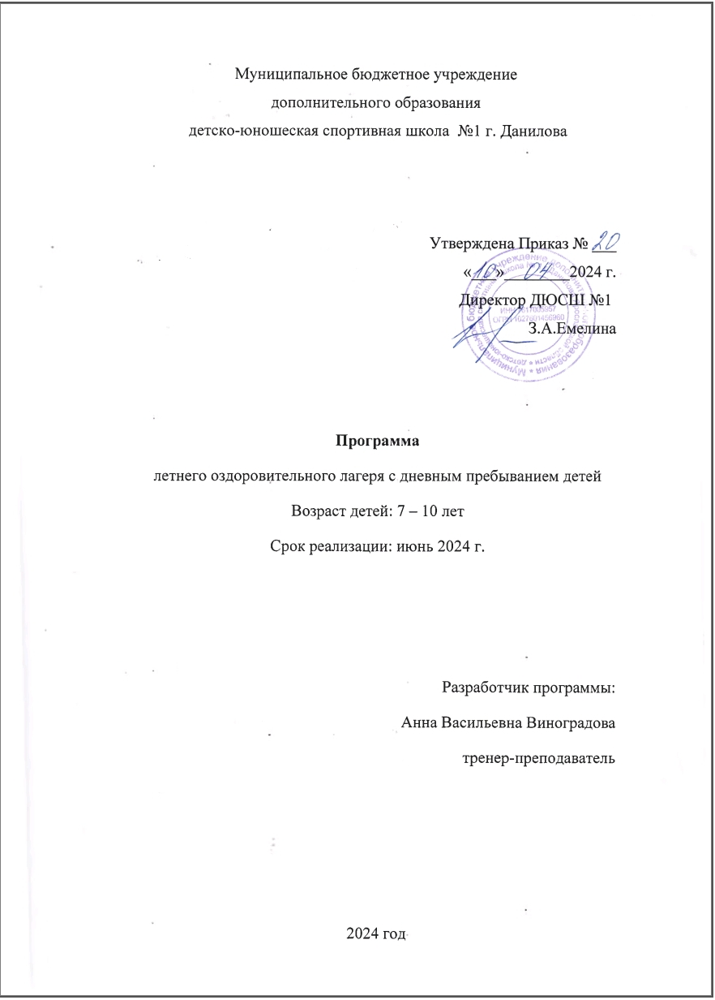 Муниципальное бюджетное учреждение
дополнительного образования
детско-юношеская спортивная школа №1 г. Данилова
Утверждена Приказ № 20
«10» 04 2024 г.
Директор ДЮСШ №1
З.А.Емелина
Программа
летнего оздоровительного лагеря с дневным пребыванием детей
Возраст детей: 7 – 10 лет
Срок реализации: июнь 2024 г.
Разработчик программы:
Анна Васильевна Виноградова
тренер-преподаватель
2024 год